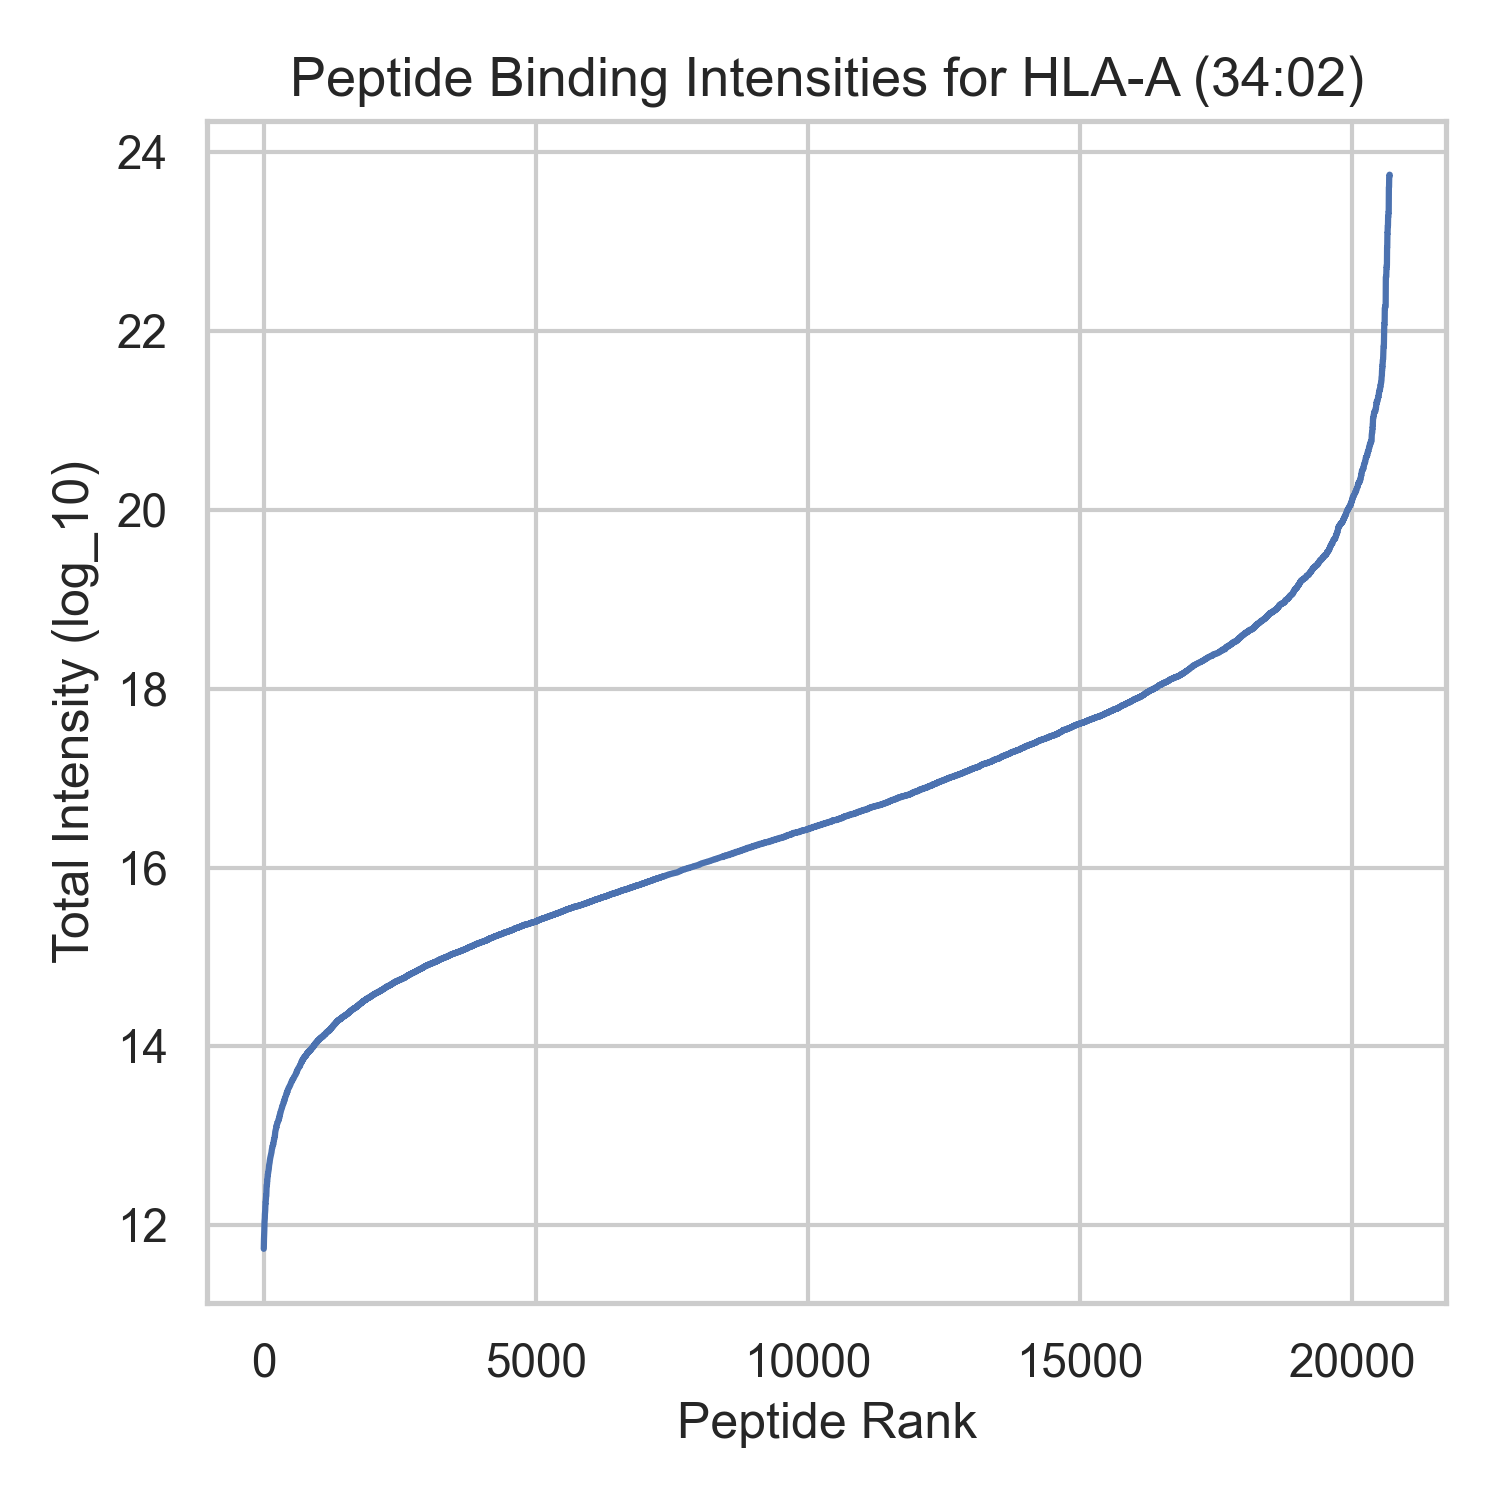 Peptide Binding Intensities for HLA-A (34:02)
Total Intensity (log_10)
24
22
20
18
16
14
12
0 5000 10000 15000 20000
Peptide Rank